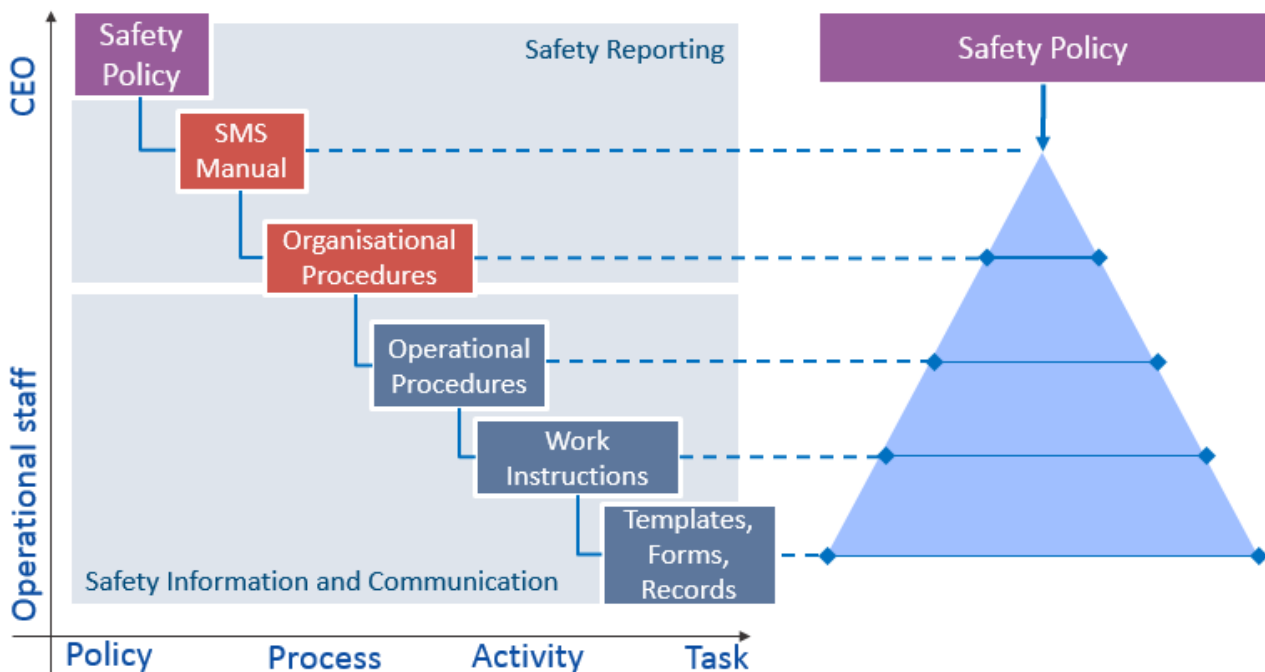 CEO
Operational staff
Safety
Policy
Safety Reporting
SMS
Manual
Organisational
Procedures
Operational
Procedures
Work
Instructions
Templates,
Forms,
Records
Safety Information and Communication
Policy
Process
Activity
Task
Safety Policy